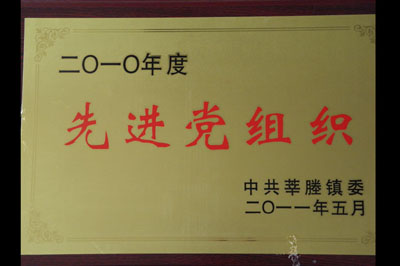 二〇一〇年度
先进党组织
中共莘塍镇委
二〇一一年五月